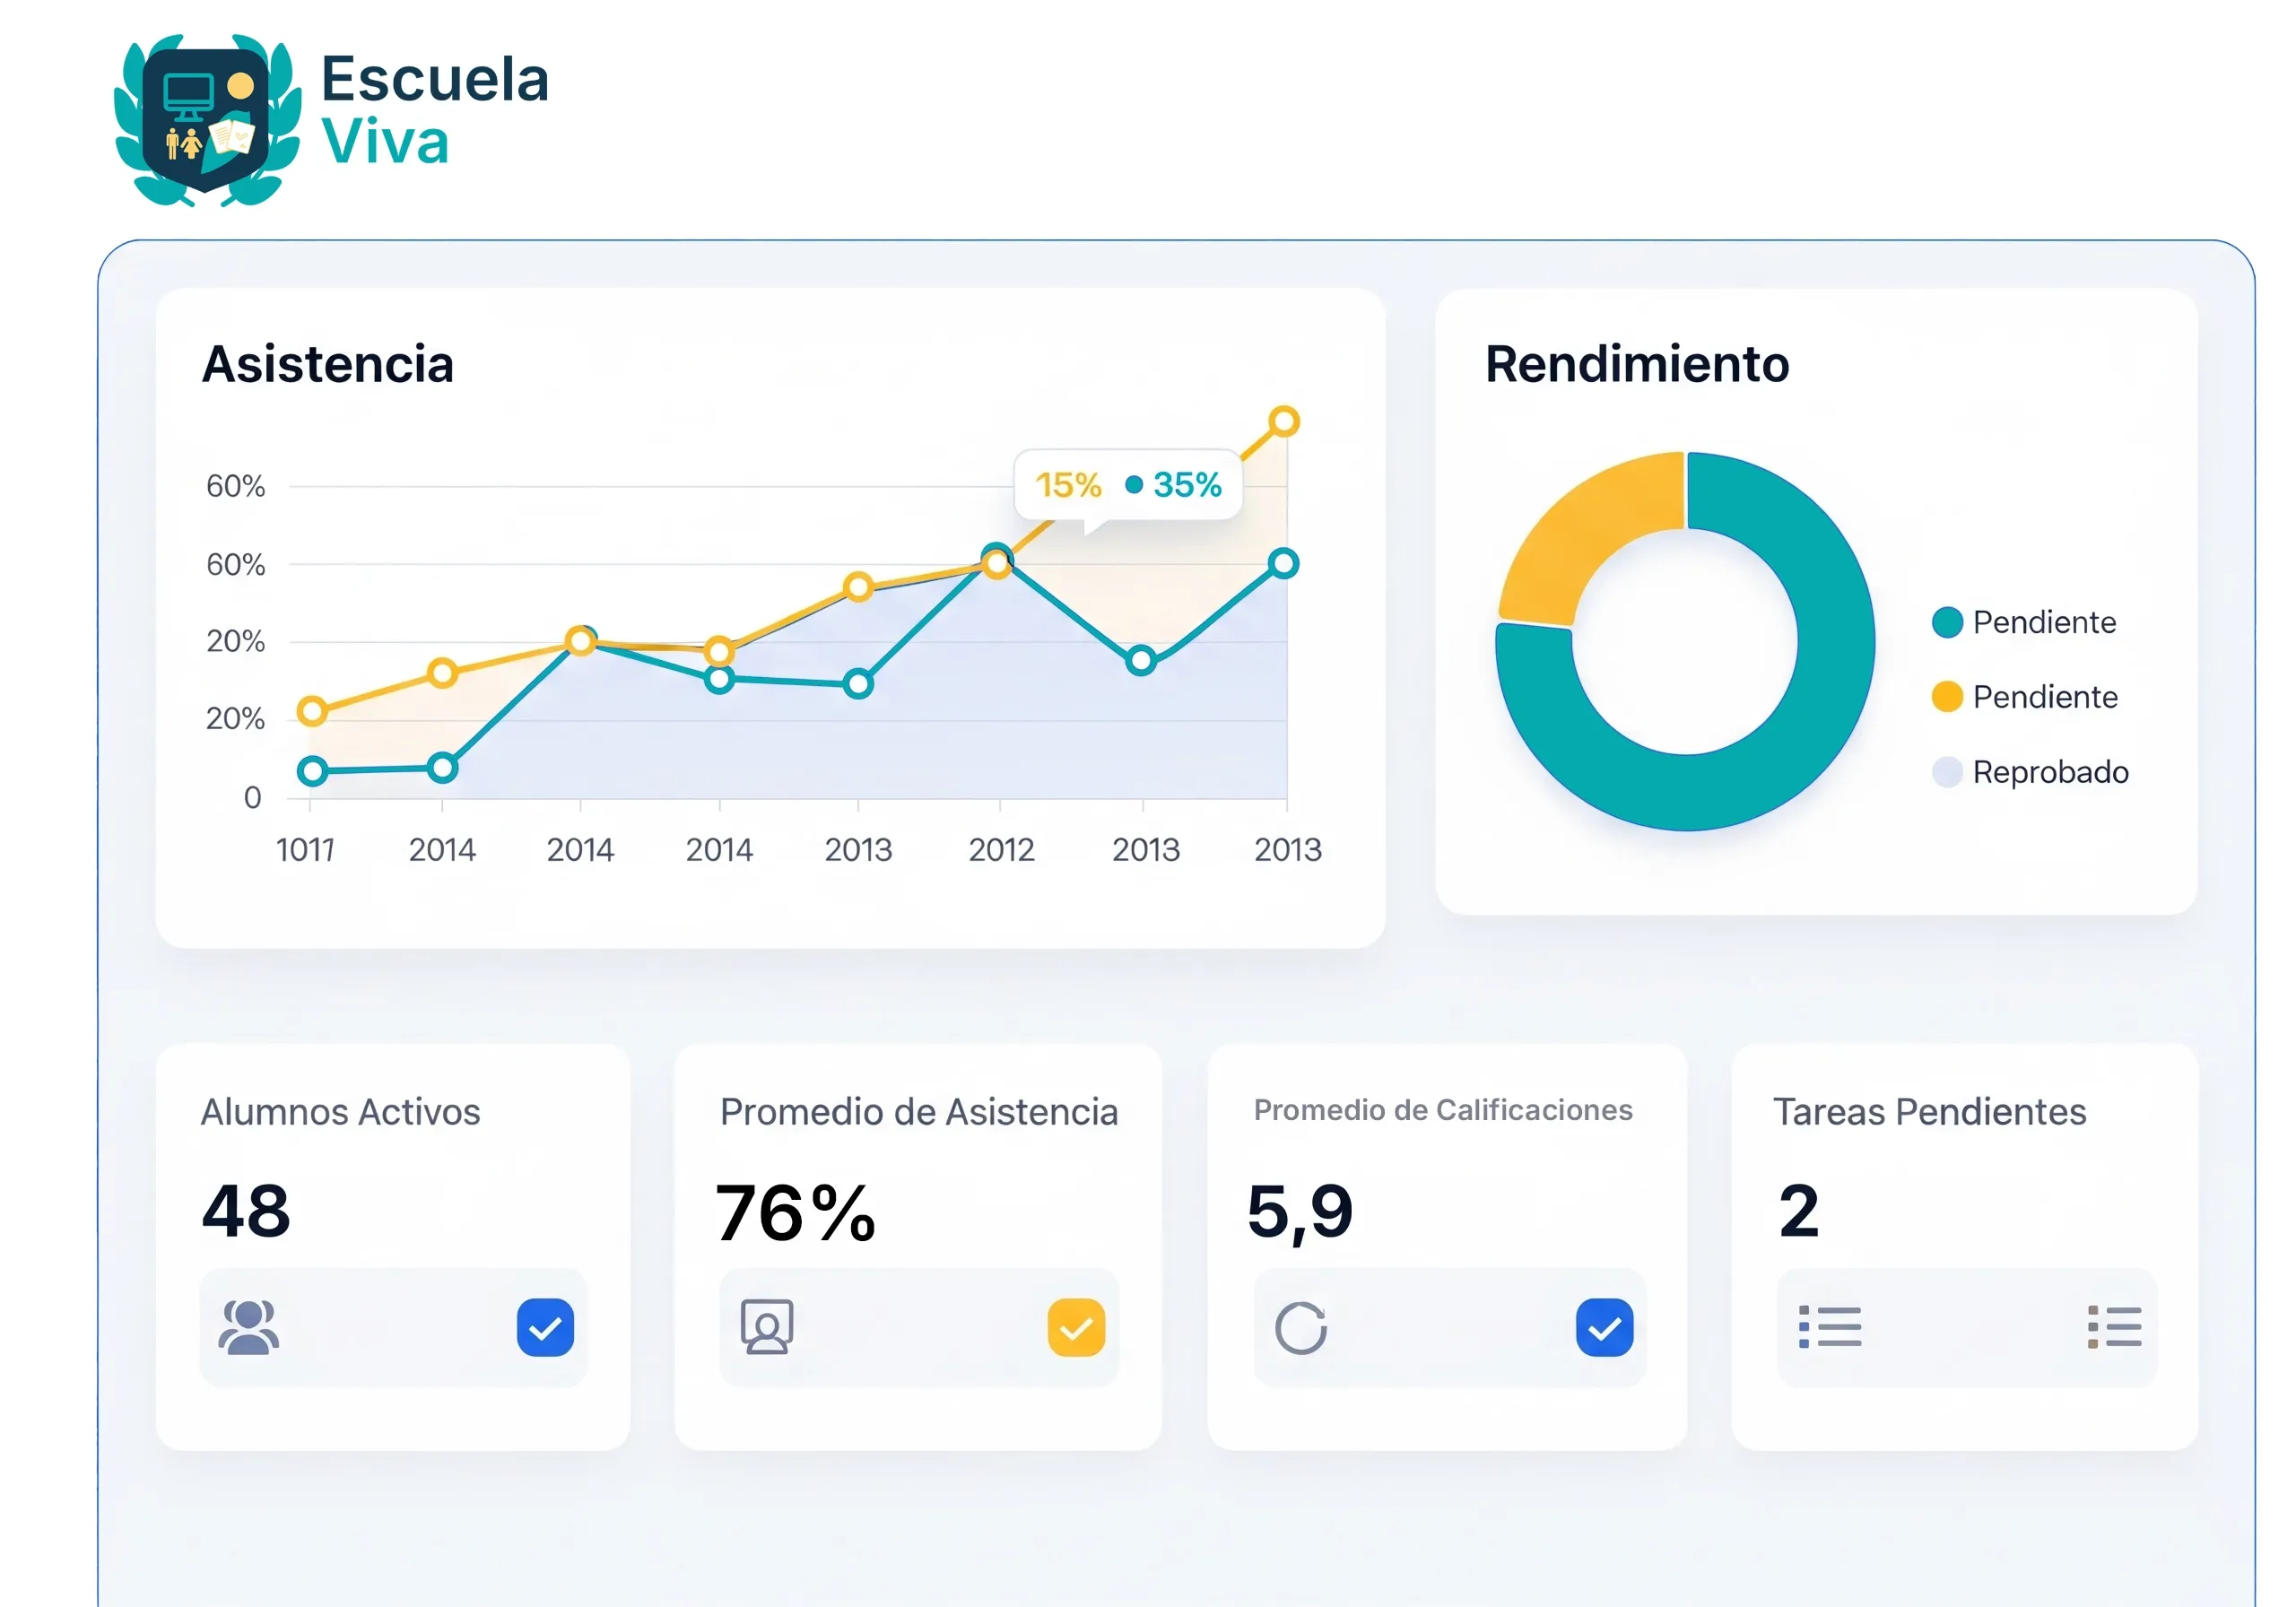 Escuela
Viva
Asistencia
60%
60%
20%
20%
0
15% 35%
1011 2014 2014 2014 2013 2012 2013 2013
Rendimiento
Pendiente
Pendiente
Reprobado
Alumnos Activos
48
Promedio de Asistencia
76%
Promedio de Calificaciones
5,9
Tareas Pendientes
2